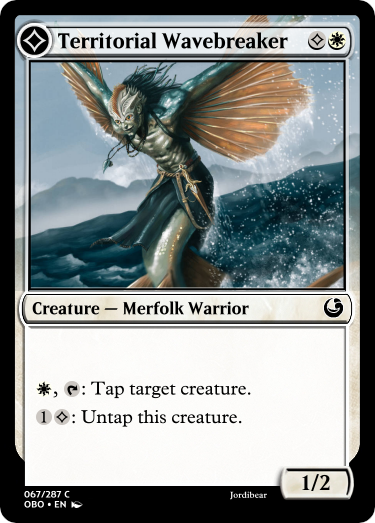 Territorial Wavebreaker
Creature — Merfolk Warrior
, : Tap target creature.
1 : Untap this creature.
1/2
067/287 C
OBO • EN
Jordibear